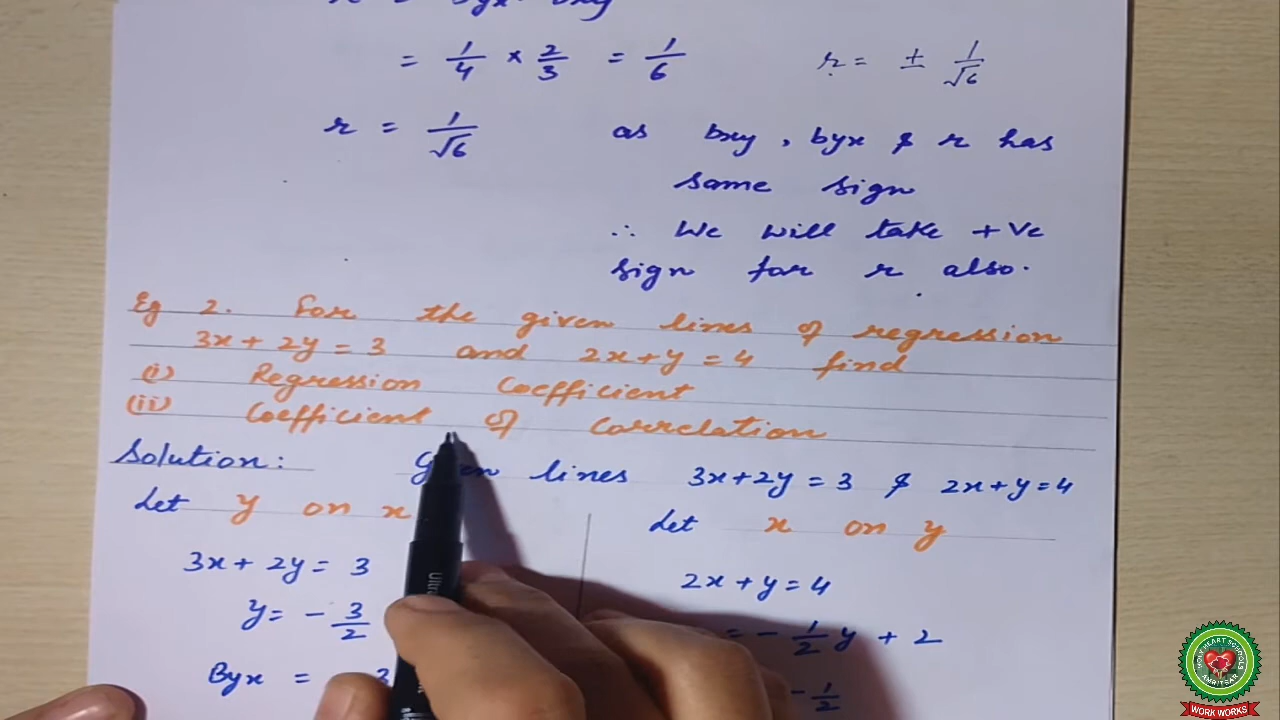 = 1/4 × 2/3 = 1/6 r = ± 1/√6
r = 1/√6 as bxy, byx & r has
same sign
∴ We will take +ve
sign for r also.
Eg 2. For the given lines of regression
3x + 2y = 3 and 2x + y = 4 find
(i) Regression Coefficient
(ii) Coefficient of Correlation
Solution: Given lines 3x+2y = 3 & 2x+y=4
Let y on x
3x + 2y = 3
y = - 3/2
Byx =
Let x on y
2x + y = 4
= - 1/2 y + 2
- 1/2
WORK WORKS